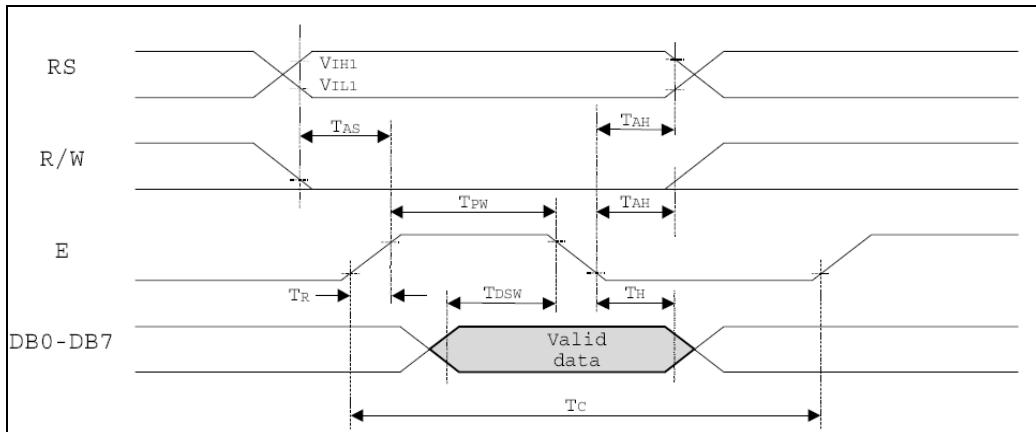 RS
VIH1
VIL1
TAS
TAH
R/W
TPW
TAH
E
TR
TDSW
TH
DB0-DB7
Valid
data
TC